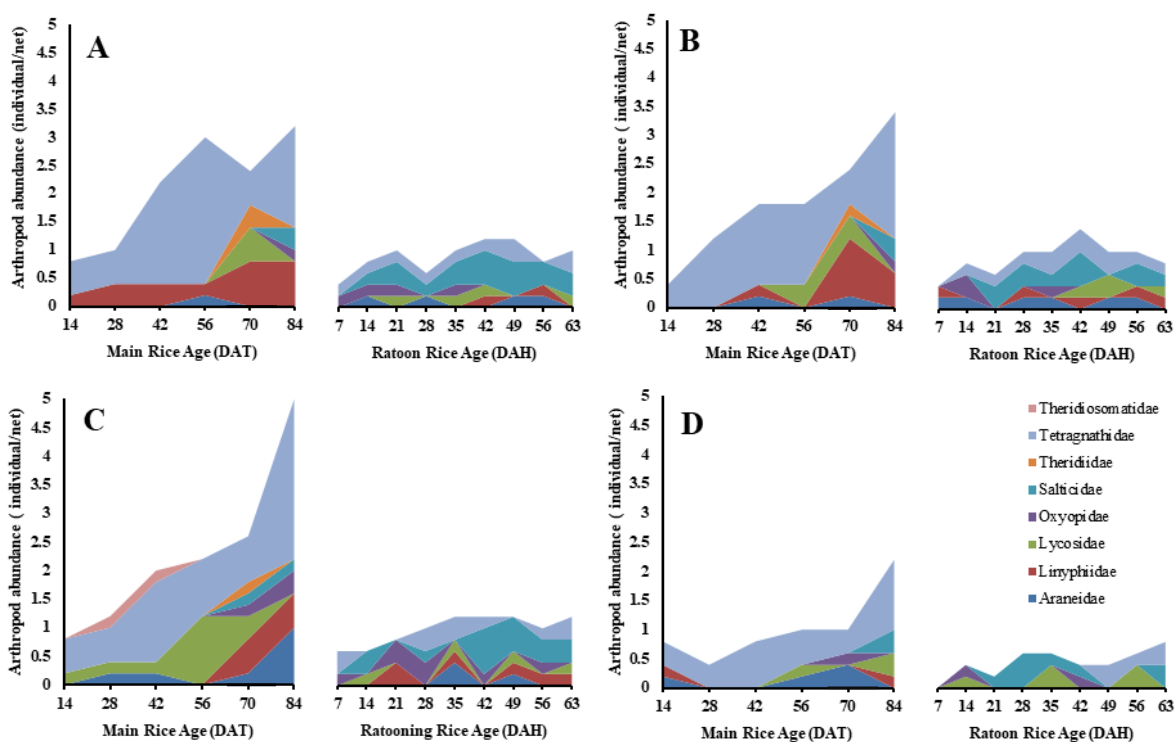 A
Arthropod abundance (individual/net)
5
4.5
4
3.5
3
2.5
2
1.5
1
0.5
0
14 28 42 56 70 84
Main Rice Age (DAT)
7 14 21 28 35 42 49 56 63
Ratoon Rice Age (DAH)
B
Arthropod abundance ( individual/net)
5
4.5
4
3.5
3
2.5
2
1.5
1
0.5
0
14 28 42 56 70 84
Main Rice Age (DAT)
7 14 21 28 35 42 49 56 63
Ratoon Rice Age (DAH)
C
Arthropod abundance ( individual/net)
5
4.5
4
3.5
3
2.5
2
1.5
1
0.5
0
14 28 42 56 70 84
Main Rice Age (DAT)
7 14 21 28 35 42 49 56 63
Ratooning Rice Age (DAH)
D
Arthropod abundance ( individual/net)
5
4.5
4
3.5
3
2.5
2
1.5
1
0.5
0
14 28 42 56 70 84
Main Rice Age (DAT)
Theridiosomatidae
Tetragnathidae
Theridiidae
Salticidae
Oxyopidae
Lycosidae
Linyphiidae
Araneidae
7 14 21 28 35 42 49 56 63
Ratoon Rice Age (DAH)